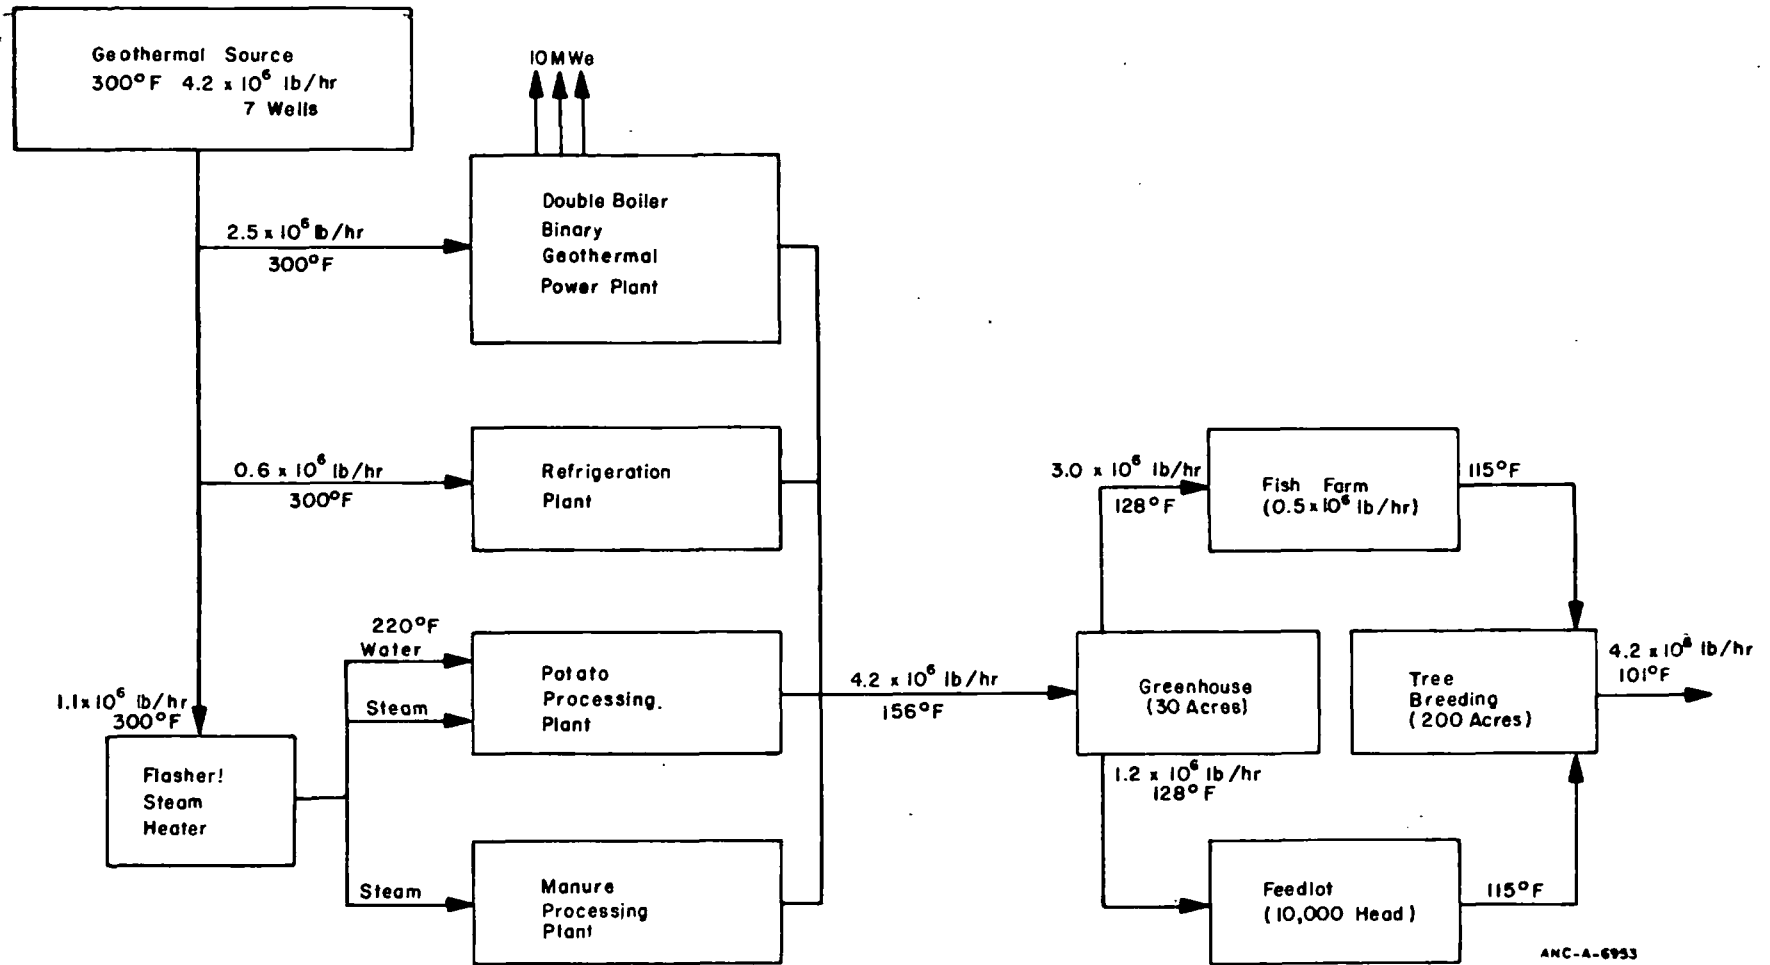 Geothermal Source
300°F 4.2 x 10⁶ lb/hr
7 Wells
10 MWe
Double Boiler
Binary
Geothermal
Power Plant
2.5 x 10⁶ lb/hr
300°F
0.6 x 10⁶ lb/hr
300°F
Refrigeration
Plant
1.1x10⁶ lb/hr
300°F
Flasher!
Steam
Heater
220°F
Water
Steam
Potato
Processing.
Plant
Steam
Manure
Processing
Plant
4.2 x 10⁶ lb/hr
156°F
Greenhouse
(30 Acres)
3.0 x 10⁶ lb/hr
128°F
Fish Farm
(0.5x10⁶ lb/hr)
115°F
1.2 x 10⁶ lb/hr
128°F
Feedlot
(10,000 Head)
115°F
Tree
Breeding
(200 Acres)
4.2 x 10⁶ lb/hr
101°F
ANC-A-6953